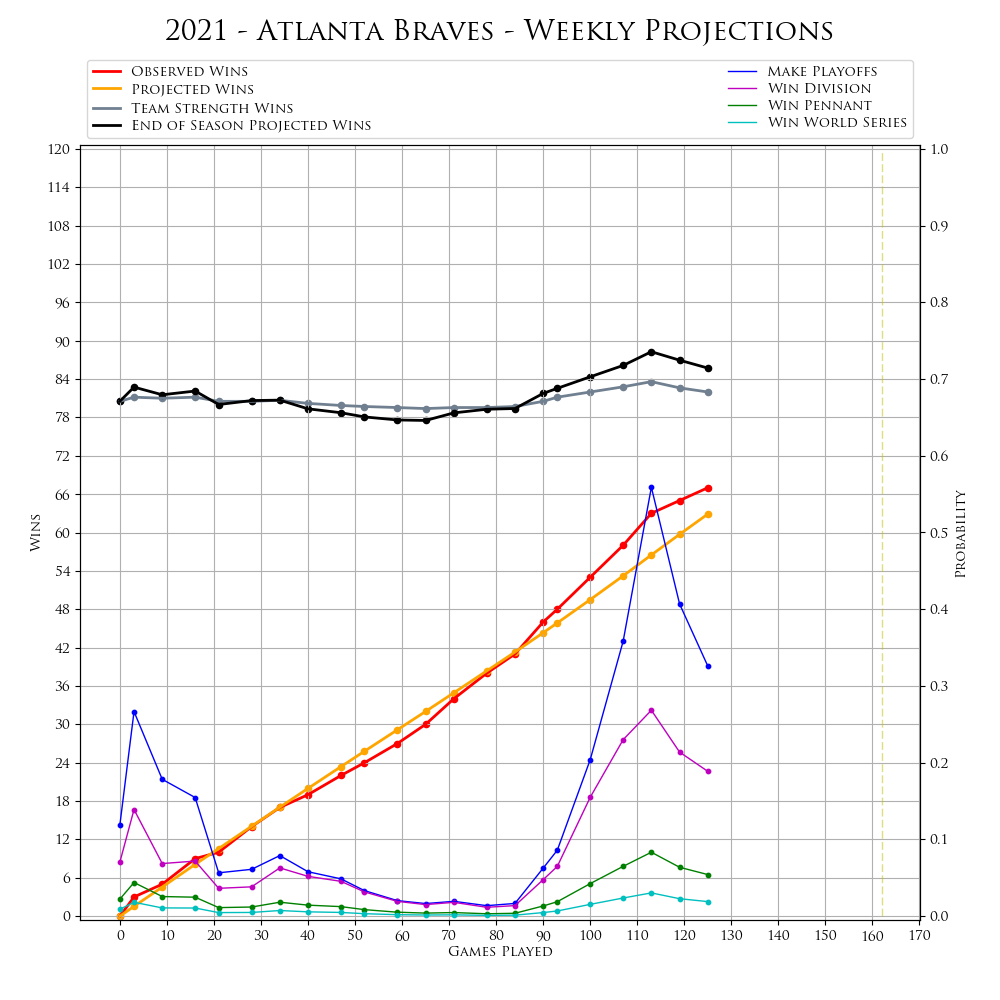 2021 - Atlanta Braves - Weekly Projections
Observed Wins
Projected Wins
Team Strength Wins
End of Season Projected Wins
Make Playoffs
Win Division
Win Pennant
Win World Series
120
114
108
102
96
90
84
78
72
66
60
54
48
42
36
30
24
18
12
6
0
Wins
1.0
0.9
0.8
0.7
0.6
0.5
0.4
0.3
0.2
0.1
0.0
Probability
0 10 20 30 40 50 60 70 80 90 100 110 120 130 140 150 160 170
Games Played